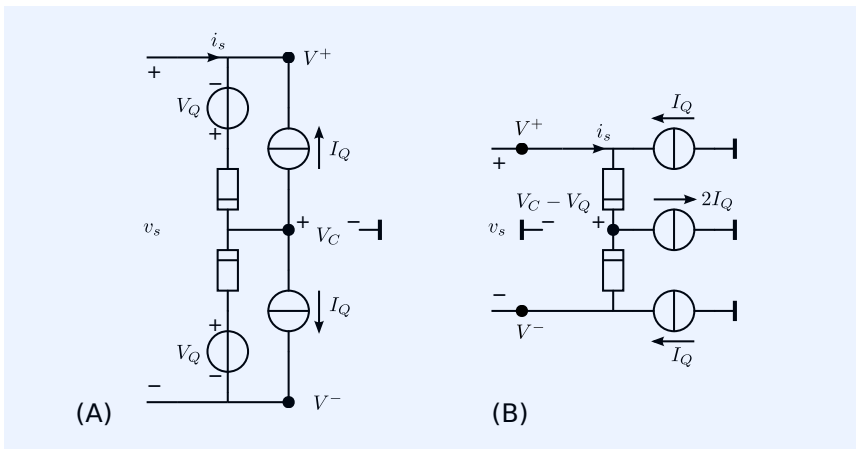 i_s
+
V^+
−
V_Q
+
I_Q
v_s
+ V_C −
+
V_Q
−
I_Q
−
V^−
(A)
I_Q
V^+
i_s
+
V_C − V_Q
2I_Q
v_s
− +
−
V^−
I_Q
(B)